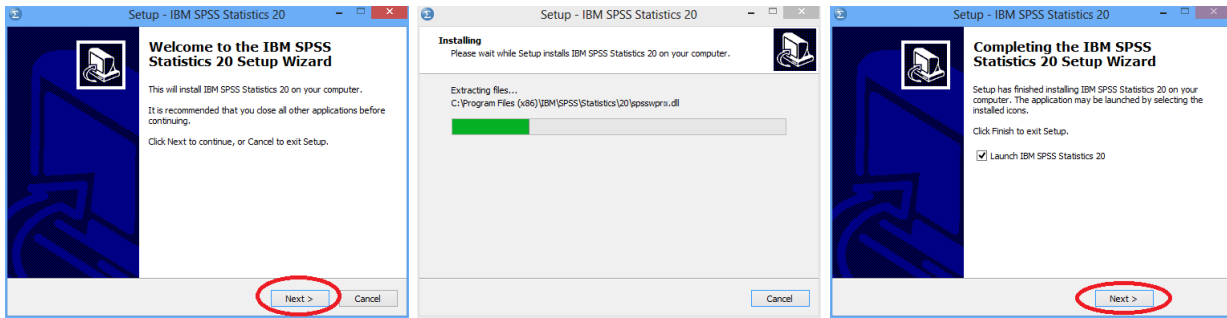 Setup - IBM SPSS Statistics 20
Welcome to the IBM SPSS
Statistics 20 Setup Wizard
This will install IBM SPSS Statistics 20 on your computer.
It is recommended that you close all other applications before
continuing.
Click Next to continue, or Cancel to exit Setup.
Next >
Cancel
Setup - IBM SPSS Statistics 20
Installing
Please wait while Setup installs IBM SPSS Statistics 20 on your computer.
Extracting files...
C:\Program Files (x86)\IBM\SPSS\Statistics\20\spsswprx.dll
Cancel
Setup - IBM SPSS Statistics 20
Completing the IBM SPSS
Statistics 20 Setup Wizard
Setup has finished installing IBM SPSS Statistics 20 on your
computer. The application may be launched by selecting the
installed icons.
Click Finish to exit Setup.
Launch IBM SPSS Statistics 20
Next >